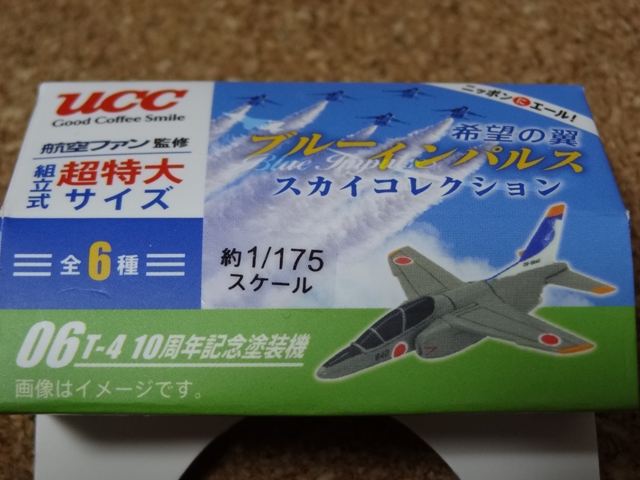 UCC
Good Coffee Smile
航空ファン監修
組立式
超特大
サイズ
全6種
ニッポンにエール!
希望の翼
ブルーインパルス
スカイコレクション
約1/175
スケール
06 T-4 10周年記念塗装機
画像はイメージです。